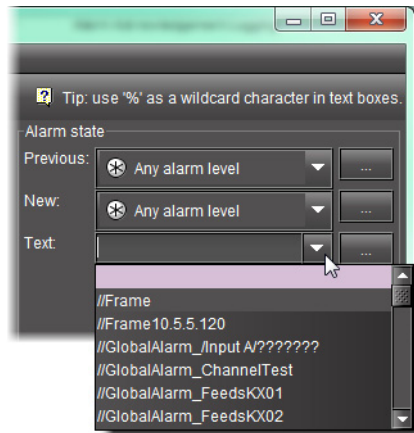 Tip: use '%' as a wildcard character in text boxes.
Alarm state
Previous:
Any alarm level
...
New:
Any alarm level
...
Text:
...
//Frame
//Frame10.5.5.120
//GlobalAlarm_/Input A/???????
//GlobalAlarm_ChannelTest
//GlobalAlarm_FeedsKX01
//GlobalAlarm_FeedsKX02